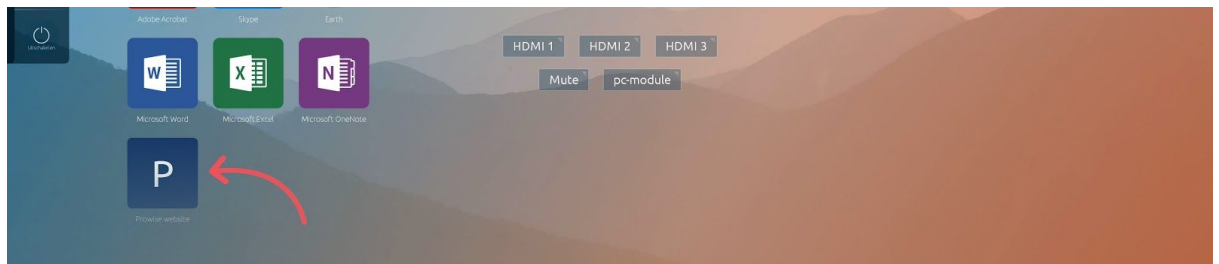 Adobe Acrobat Skype Earth
Uitschakelen
HDMI 1 HDMI 2 HDMI 3
W X N
Mute pc-module
Microsoft Word Microsoft Excel Microsoft OneNote
P
Prowise website